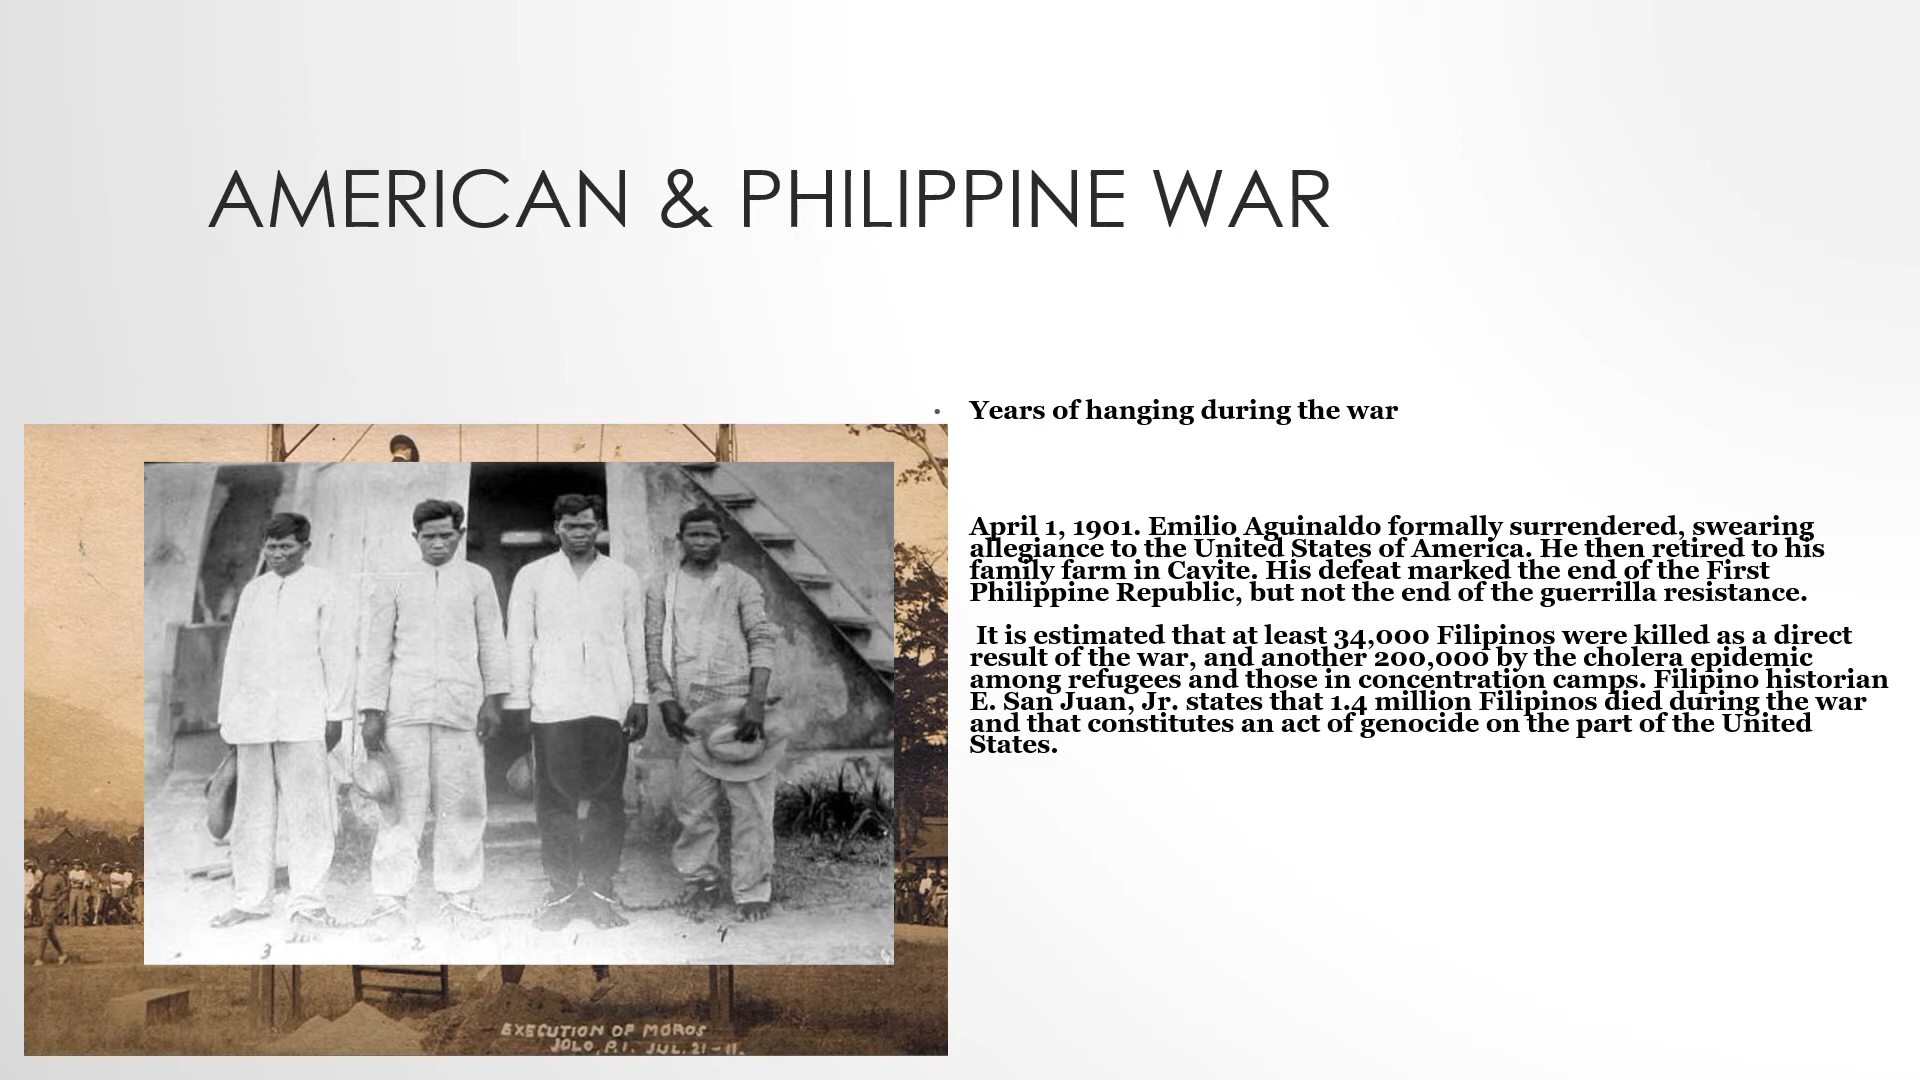 AMERICAN & PHILIPPINE WAR
• Years of hanging during the war
April 1, 1901. Emilio Aguinaldo formally surrendered, swearing
allegiance to the United States of America. He then retired to his
family farm in Cavite. His defeat marked the end of the First
Philippine Republic, but not the end of the guerrilla resistance.
It is estimated that at least 34,000 Filipinos were killed as a direct
result of the war, and another 200,000 by the cholera epidemic
among refugees and those in concentration camps. Filipino historian
E. San Juan, Jr. states that 1.4 million Filipinos died during the war
and that constitutes an act of genocide on the part of the United
States.
3 2 1 4
EXECUTION OF MOROS
JOLO, P.I. JUL. 21-11.